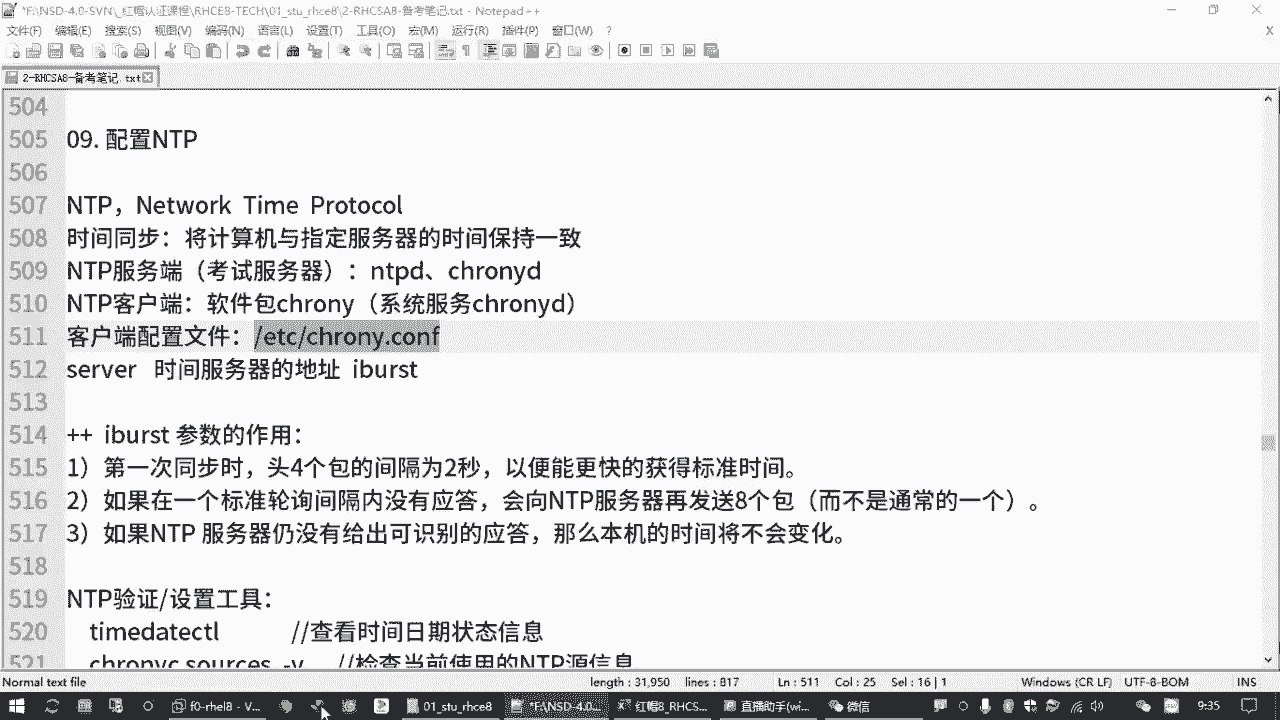 *F:\NSD-4.0-SVN\_红帽认证课程\RHCE8-TECH\01_stu_rhce8\2-RHCSA8-备考笔记.txt - Notepad++
文件(F) 编辑(E) 搜索(S) 视图(V) 编码(N) 语言(L) 设置(T) 工具(O) 宏(M) 运行(R) 插件(P) 窗口(W) ? X
2-RHCSA8-备考笔记.txt
504
505 09. 配置NTP
506
507 NTP，Network Time Protocol
508 时间同步：将计算机与指定服务器的时间保持一致
509 NTP服务端（考试服务器）：ntpd、chronyd
510 NTP客户端：软件包chrony（系统服务chronyd）
511 客户端配置文件：/etc/chrony.conf
512 server 时间服务器的地址 iburst
513
514 ++ iburst 参数的作用：
515 1）第一次同步时，头4个包的间隔为2秒，以便能更快的获得标准时间。
516 2）如果在一个标准轮询间隔内没有应答，会向NTP服务器再发送8个包（而不是通常的一个）。
517 3）如果NTP 服务器仍没有给出可识别的应答，那么本机的时间将不会变化。
518
519 NTP验证/设置工具：
520 timedatectl //查看时间日期状态信息
521 chronyc sources -v //检查当前使用的NTP源信息
Normal text file length : 31,950 lines : 817 Ln : 511 Col : 25 Sel : 16 | 1 Windows (CR LF) UTF-8-BOM INS
f0-rhel8 - V... 01_stu_rhce8 *F:\NSD-4.0... 红帽8_RHCS... 直播助手(wi... 微信 9:35